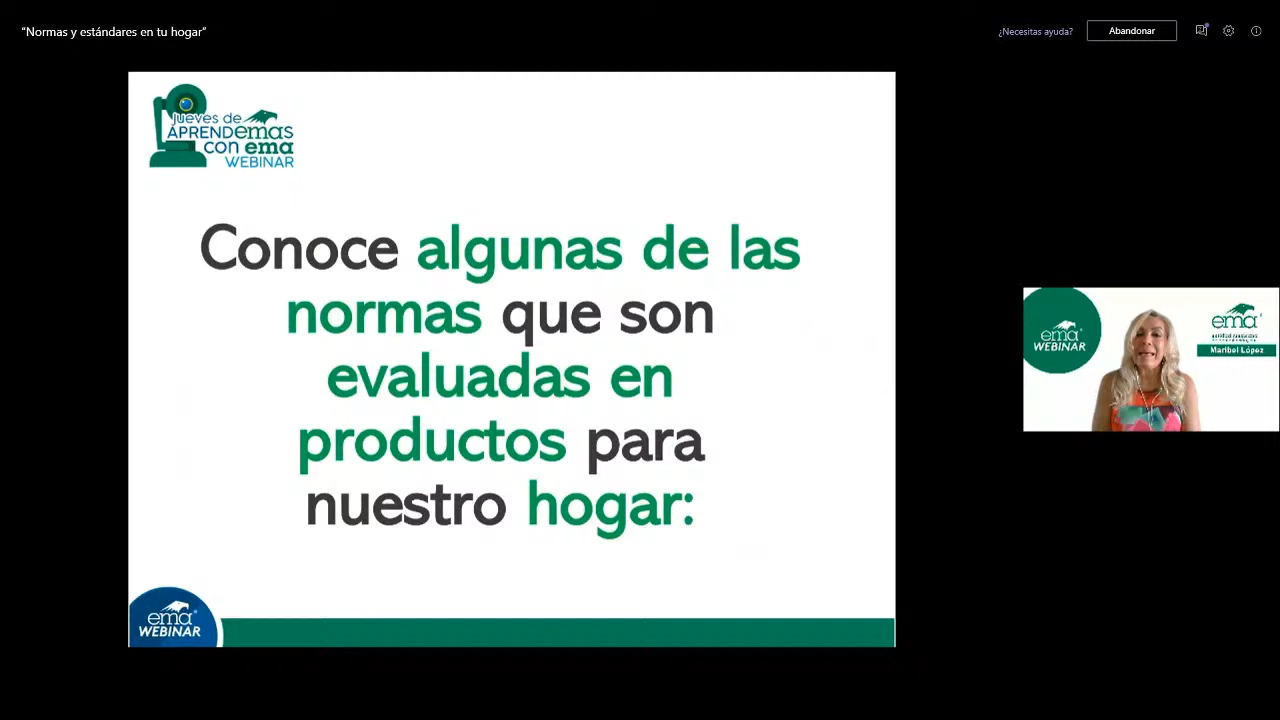 “Normas y estándares en tu hogar”
¿Necesitas ayuda?
Abandonar
jueves de
APRENDEMAS
con ema
WEBINAR
Conoce algunas de las
normas que son
evaluadas en
productos para
nuestro hogar:
ema
WEBINAR
ema
WEBINAR
ema
Maribel López